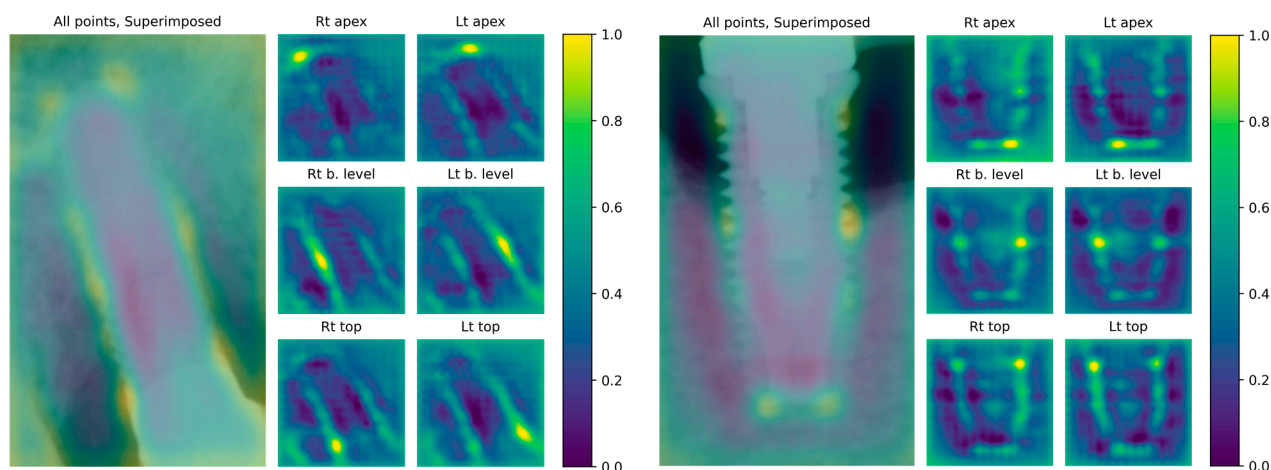 All points, Superimposed
Rt apex
Lt apex
Rt b. level
Lt b. level
Rt top
Lt top
1.0
0.8
0.6
0.4
0.2
0.0
All points, Superimposed
Rt apex
Lt apex
Rt b. level
Lt b. level
Rt top
Lt top
1.0
0.8
0.6
0.4
0.2
0.0